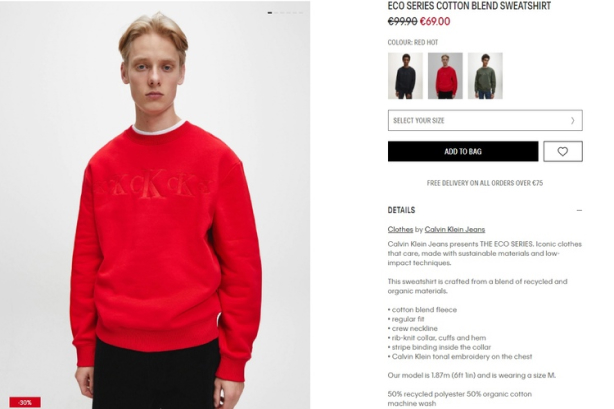 ECO SERIES COTTON BLEND SWEATSHIRT
€99.90 €69.00
COLOUR: RED HOT
SELECT YOUR SIZE
ADD TO BAG
FREE DELIVERY ON ALL ORDERS OVER €75
DETAILS
Clothes by Calvin Klein Jeans
Calvin Klein Jeans presents THE ECO SERIES. Iconic clothes
that care, made with sustainable materials and low-
impact techniques.
This sweatshirt is crafted from a blend of recycled and
organic materials.
• cotton blend fleece
• regular fit
• crew neckline
• rib-knit collar, cuffs and hem
• stripe binding inside the collar
• Calvin Klein tonal embroidery on the chest
Our model is 1.87m (6ft 1in) and is wearing a size M.
50% recycled polyester 50% organic cotton
machine wash
-30%